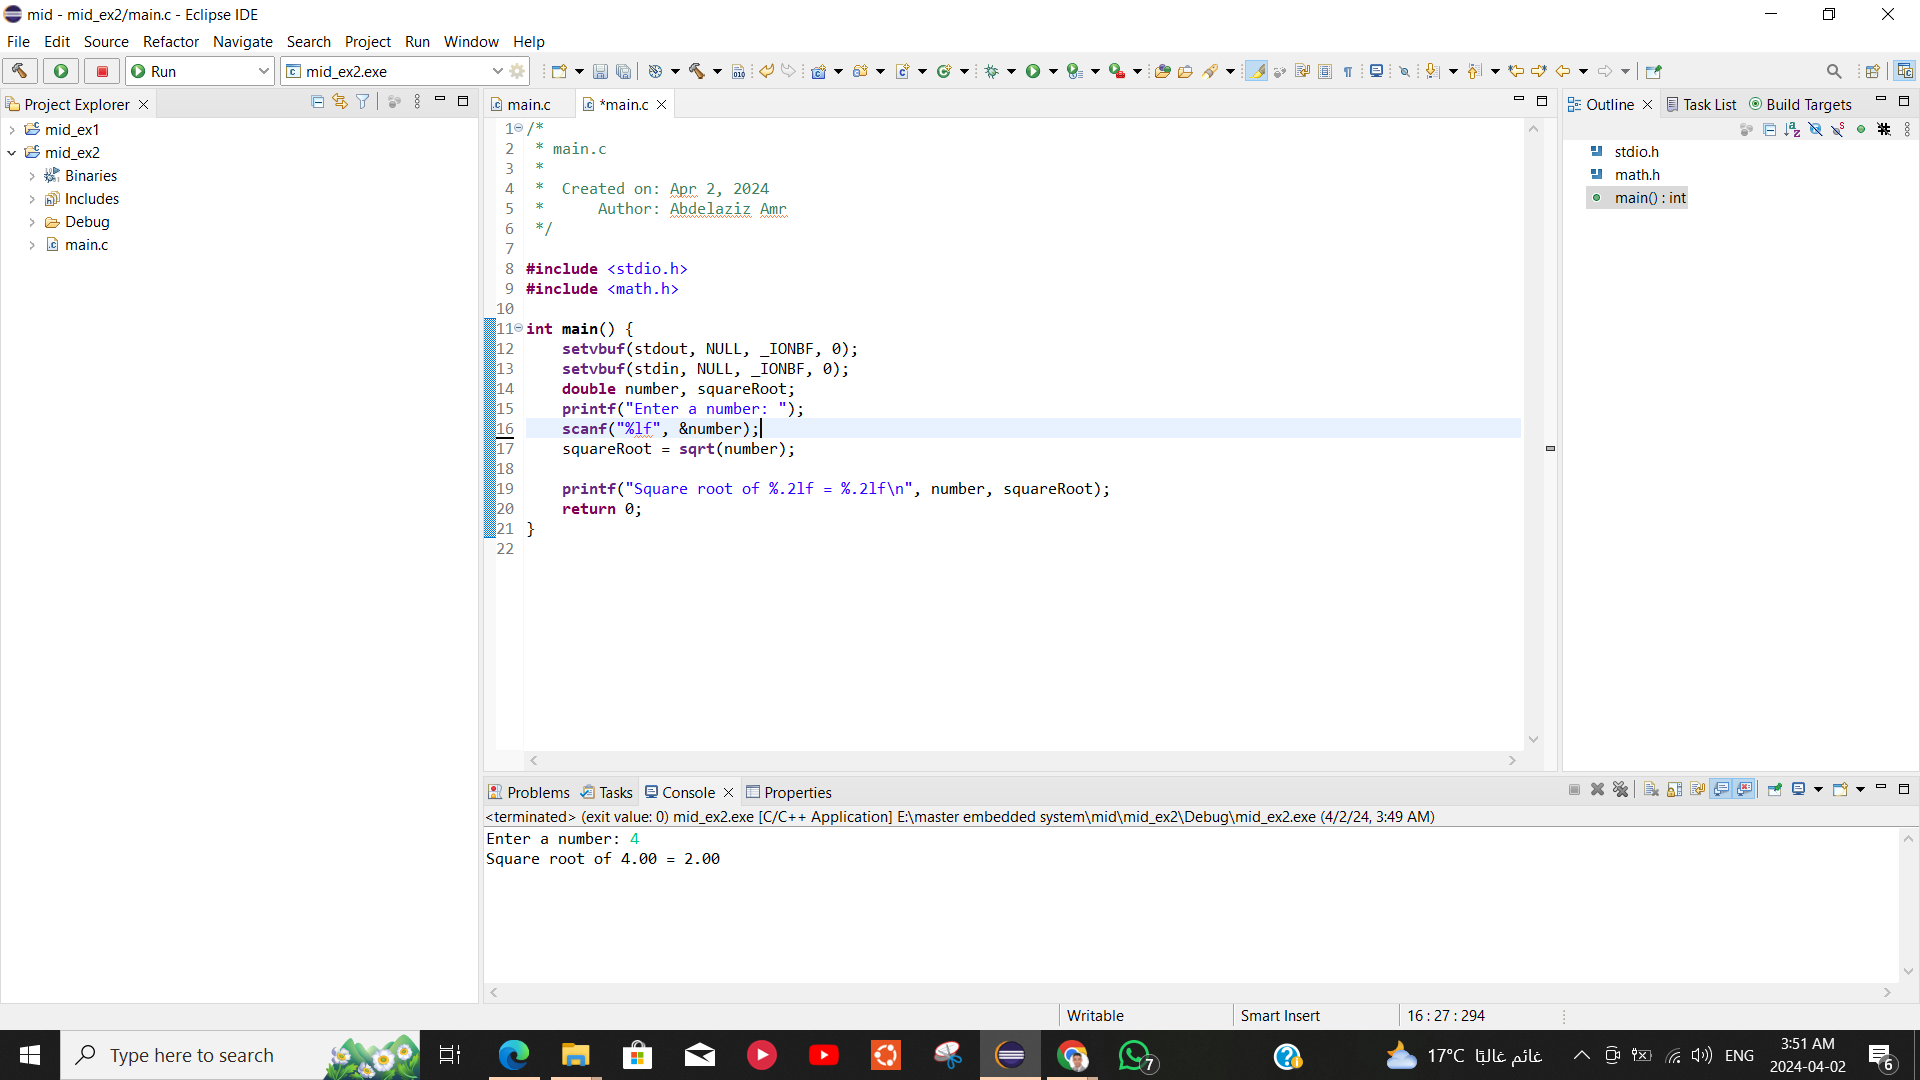 mid - mid_ex2/main.c - Eclipse IDE
File Edit Source Refactor Navigate Search Project Run Window Help
Run mid_ex2.exe
Project Explorer
mid_ex1
mid_ex2
Binaries
Includes
Debug
main.c
main.c *main.c
1 /*
2  * main.c
3  *
4  *  Created on: Apr 2, 2024
5  *      Author: Abdelaziz Amr
6  */
7
8 #include <stdio.h>
9 #include <math.h>
10
11 int main() {
12     setvbuf(stdout, NULL, _IONBF, 0);
13     setvbuf(stdin, NULL, _IONBF, 0);
14     double number, squareRoot;
15     printf("Enter a number: ");
16     scanf("%lf", &number);
17     squareRoot = sqrt(number);
18
19     printf("Square root of %.2lf = %.2lf\n", number, squareRoot);
20     return 0;
21 }
22
Outline Task List Build Targets
stdio.h
math.h
main() : int
Problems Tasks Console Properties
<terminated> (exit value: 0) mid_ex2.exe [C/C++ Application] E:\master embedded system\mid\mid_ex2\Debug\mid_ex2.exe (4/2/24, 3:49 AM)
Enter a number: 4
Square root of 4.00 = 2.00
Writable Smart Insert 16 : 27 : 294
Type here to search
7
17°C غائم غالبًا
ENG
3:51 AM
2024-04-02
6